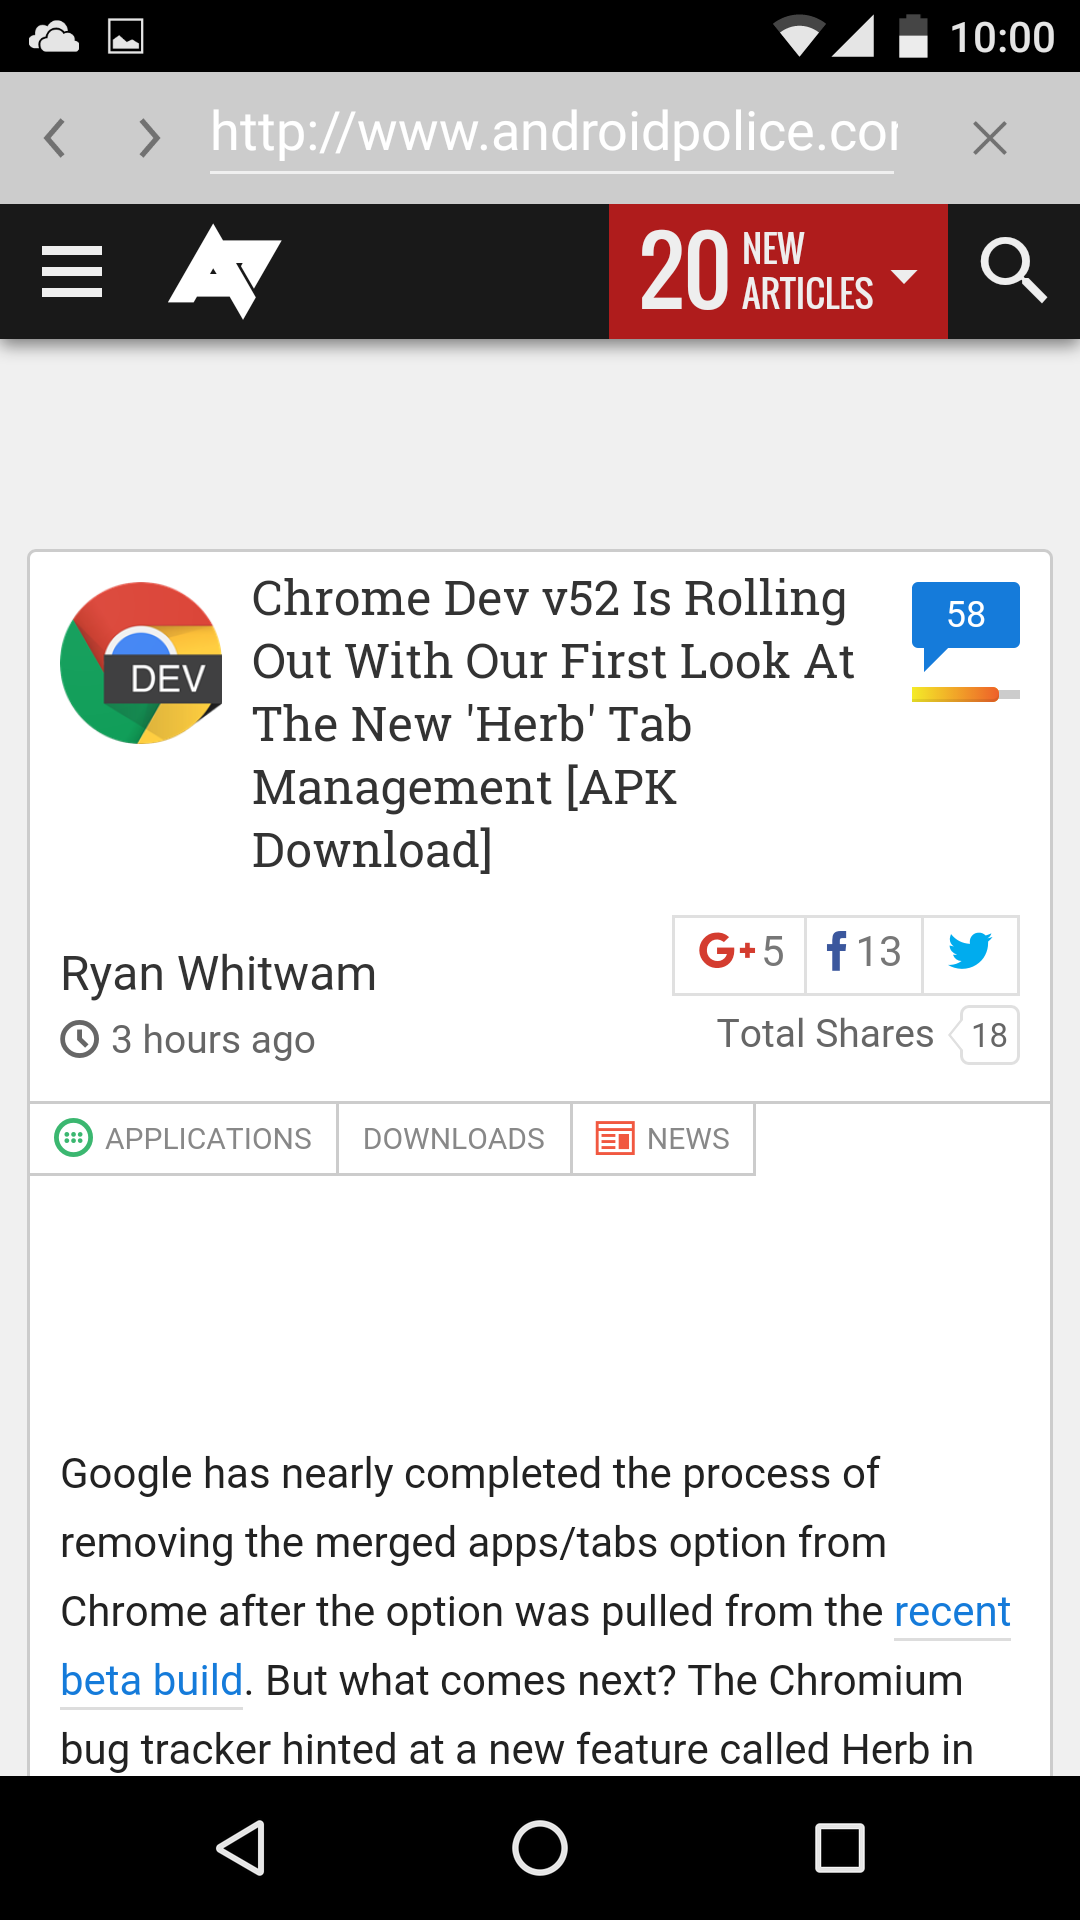 10:00
http://www.androidpolice.cor
20 NEW
ARTICLES
Chrome Dev v52 Is Rolling
Out With Our First Look At
The New 'Herb' Tab
Management [APK
Download]
58
DEV
Ryan Whitwam
3 hours ago
G+ 5
f 13
Total Shares 18
APPLICATIONS
DOWNLOADS
NEWS
Google has nearly completed the process of
removing the merged apps/tabs option from
Chrome after the option was pulled from the recent
beta build. But what comes next? The Chromium
bug tracker hinted at a new feature called Herb in